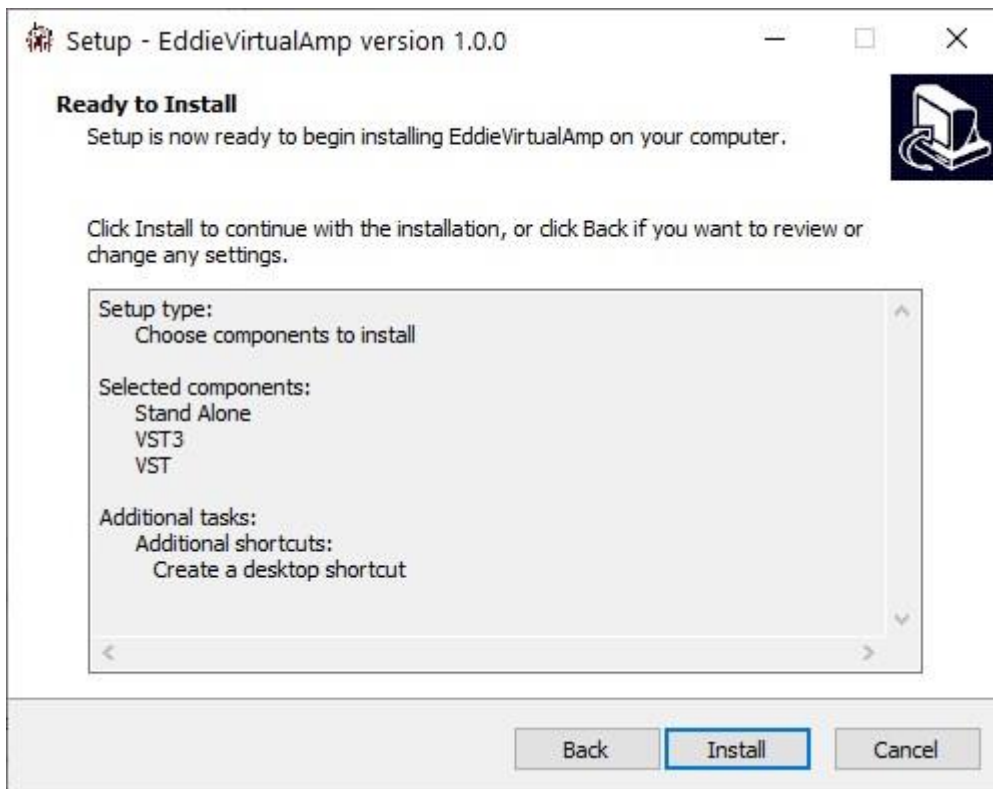 Setup - EddieVirtualAmp version 1.0.0
Ready to Install
Setup is now ready to begin installing EddieVirtualAmp on your computer.
Click Install to continue with the installation, or click Back if you want to review or
change any settings.
Setup type:
Choose components to install
Selected components:
Stand Alone
VST3
VST
Additional tasks:
Additional shortcuts:
Create a desktop shortcut
Back
Install
Cancel